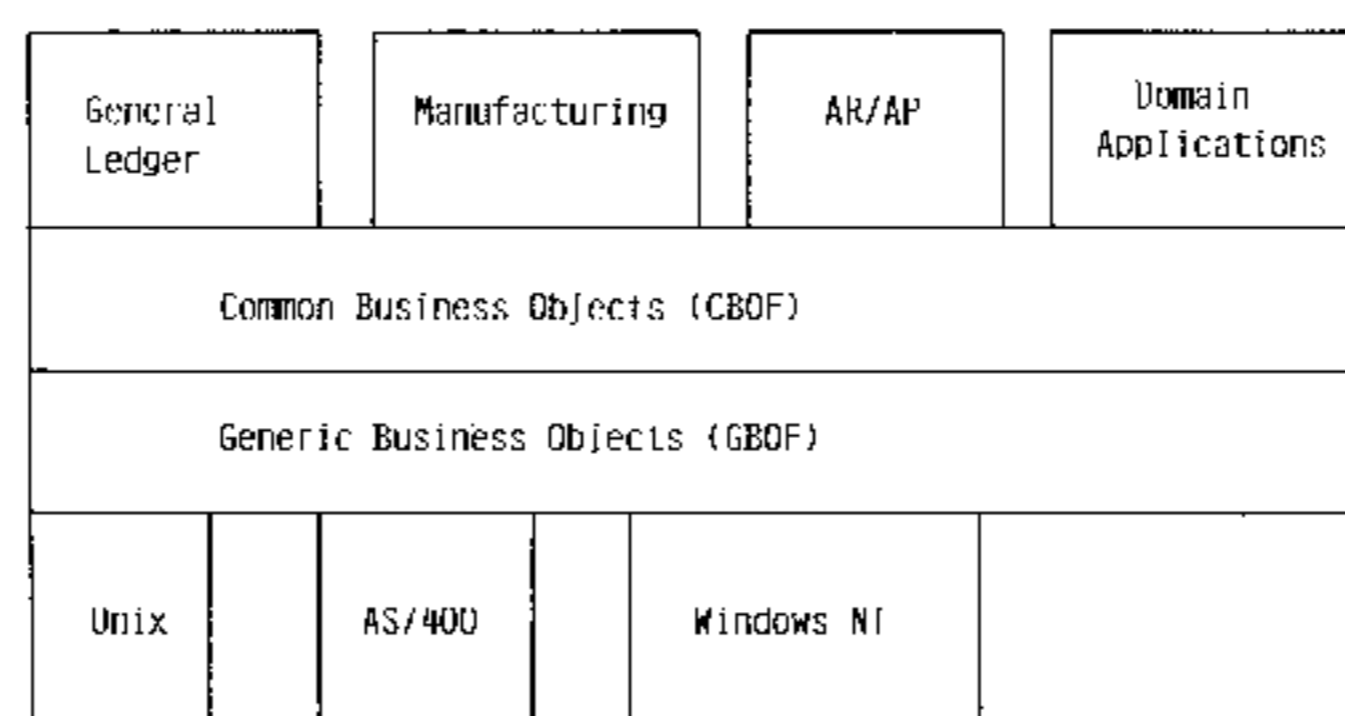 General
Ledger
Manufacturing
AR/AP
Domain
Applications
Common Business Objects (CBOF)
Generic Business Objects (GBOF)
Unix
AS/400
Windows NT